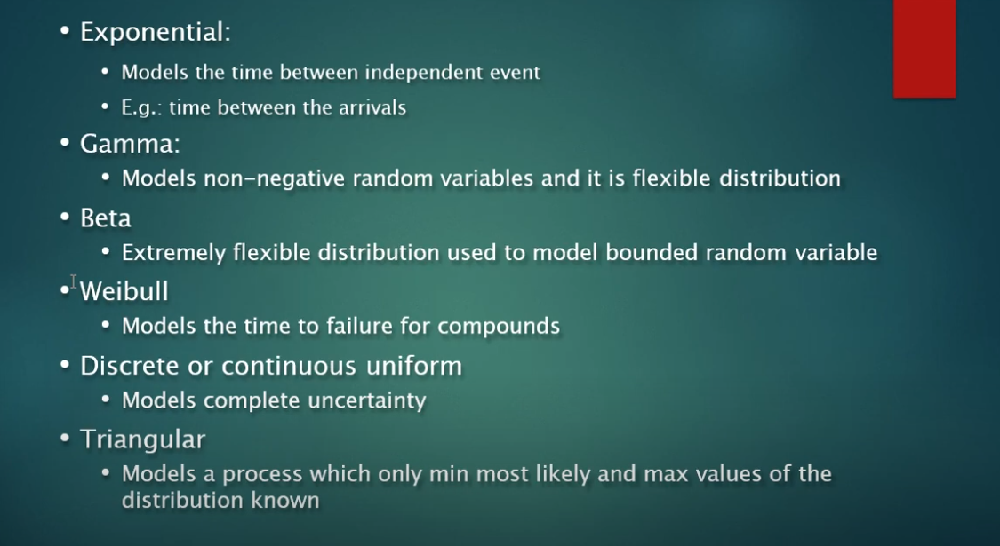 • Exponential:
• Models the time between independent event
• E.g.: time between the arrivals
• Gamma:
• Models non-negative random variables and it is flexible distribution
• Beta
• Extremely flexible distribution used to model bounded random variable
• Weibull
• Models the time to failure for compounds
• Discrete or continuous uniform
• Models complete uncertainty
• Triangular
• Models a process which only min most likely and max values of the
distribution known